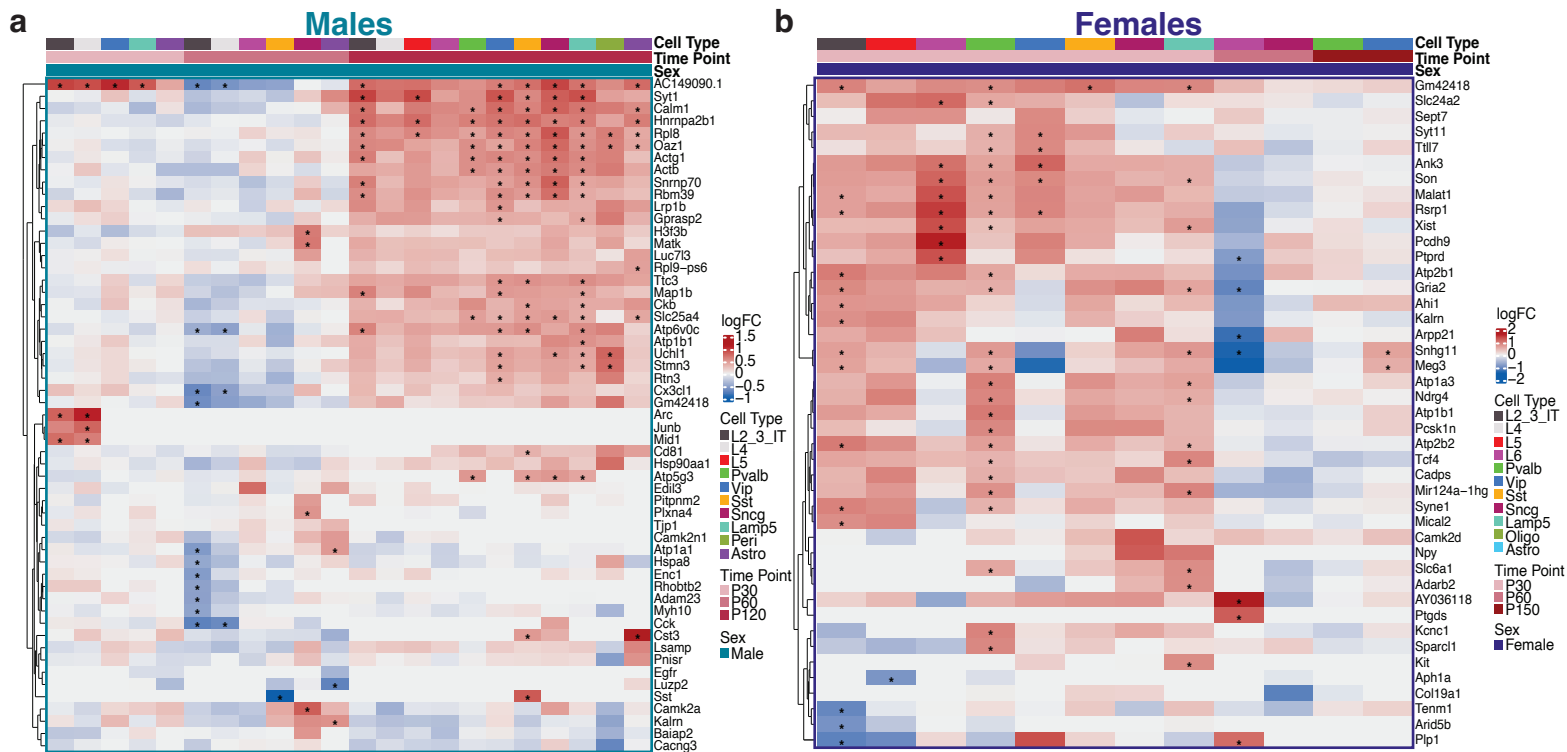 a
Males
Cell Type
Time Point
Sex
AC149090.1
Syt1
Calm1
Hnrnpa2b1
Rpl8
Oaz1
Actg1
Actb
Snrnp70
Rbm39
Lrp1b
Gprasp2
H3f3b
Matk
Luc7l3
Rpl9-ps6
Ttc3
Map1b
Ckb
Slc25a4
Atp6v0c
Atp1b1
Uchl1
Stmn3
Rtn3
Cx3cl1
Gm42418
Arc
Junb
Mid1
Cd81
Hsp90aa1
Atp5g3
Edil3
Pitpnm2
Plxna4
Tjp1
Camk2n1
Atp1a1
Hspa8
Enc1
Rhobtb2
Adam23
Myh10
Cck
Cst3
Lsamp
Pnisr
Egfr
Luzp2
Sst
Camk2a
Kalrn
Baiap2
Cacng3
logFC
1.5
0.5
0
-0.5
-1
Cell Type
L2_3_IT
L4
L5
Pvalb
Vip
Sst
Sncg
Lamp5
Peri
Astro
Time Point
P30
P60
P120
Sex
Male
b
Females
Cell Type
Time Point
Sex
Gm42418
Slc24a2
Sept7
Syt11
Ttll7
Ank3
Son
Malat1
Rsrp1
Xist
Pcdh9
Ptprd
Atp2b1
Gria2
Ahi1
Kalrn
Arpp21
Snhg11
Meg3
Atp1a3
Ndrg4
Atp1b1
Pcsk1n
Atp2b2
Tcf4
Cadps
Mir124a-1hg
Syne1
Mical2
Camk2d
Npy
Slc6a1
Adarb2
AY036118
Ptgds
Kcnc1
Sparcl1
Kit
Aph1a
Col19a1
Tenm1
Arid5b
Plp1
logFC
2
1
0
-1
-2
Cell Type
L2_3_IT
L4
L5
L6
Pvalb
Vip
Sst
Sncg
Lamp5
Oligo
Astro
Time Point
P30
P60
P150
Sex
Female